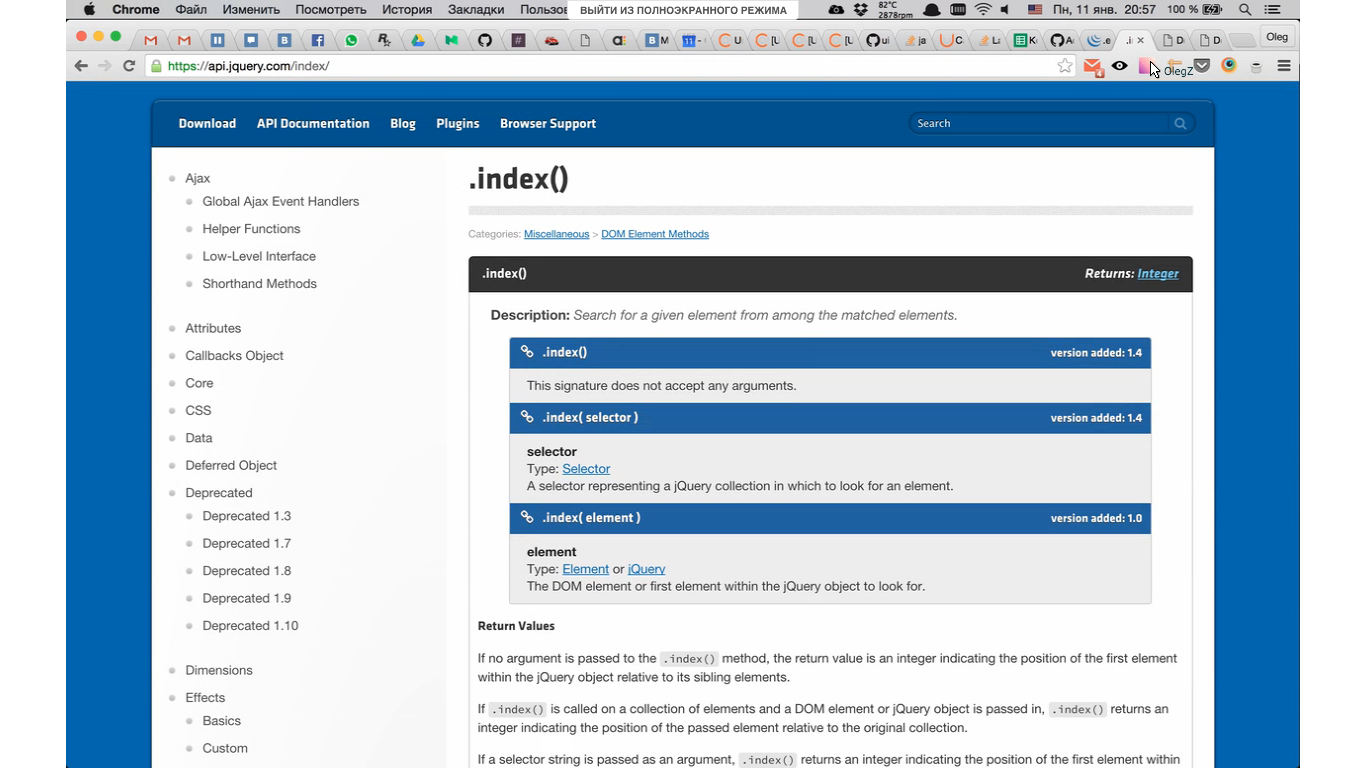 Chrome Файл Изменить Посмотреть История Закладки Пользо ВЫЙТИ ИЗ ПОЛНОЭКРАННОГО РЕЖИМА 82°C 2878rpm Пн, 11 янв. 20:57 100 %
Oleg
https://api.jquery.com/index/
4
OlegZ
Download API Documentation Blog Plugins Browser Support Search
Ajax
Global Ajax Event Handlers
Helper Functions
Low-Level Interface
Shorthand Methods
Attributes
Callbacks Object
Core
CSS
Data
Deferred Object
Deprecated
Deprecated 1.3
Deprecated 1.7
Deprecated 1.8
Deprecated 1.9
Deprecated 1.10
Dimensions
Effects
Basics
Custom
.index()
Categories: Miscellaneous > DOM Element Methods
.index() Returns: Integer
Description: Search for a given element from among the matched elements.
.index() version added: 1.4
This signature does not accept any arguments.
.index( selector ) version added: 1.4
selector
Type: Selector
A selector representing a jQuery collection in which to look for an element.
.index( element ) version added: 1.0
element
Type: Element or jQuery
The DOM element or first element within the jQuery object to look for.
Return Values
If no argument is passed to the .index() method, the return value is an integer indicating the position of the first element
within the jQuery object relative to its sibling elements.
If .index() is called on a collection of elements and a DOM element or jQuery object is passed in, .index() returns an
integer indicating the position of the passed element relative to the original collection.
If a selector string is passed as an argument, .index() returns an integer indicating the position of the first element within